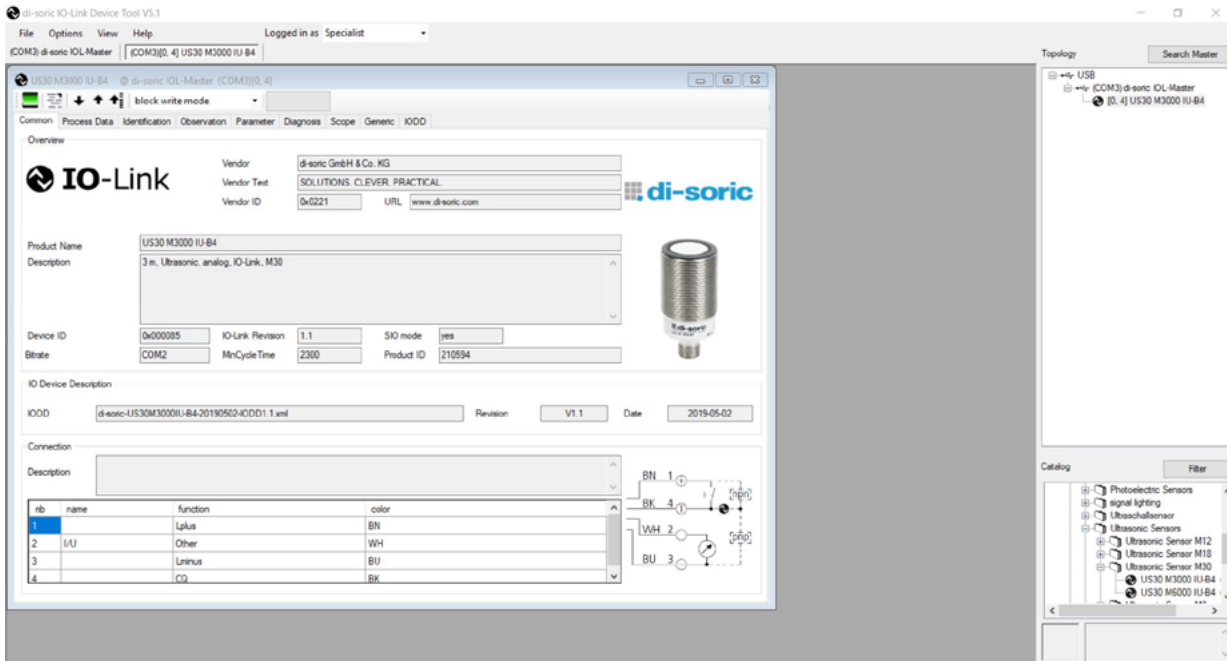 di-soric IO-Link Device Tool V5.1
File Options View Help Logged in as Specialist
(COM3) di-soric IOL-Master (COM3)[0, 4] US30 M3000 IU-B4
US30 M3000 IU-B4 @ di-soric IOL-Master (COM3)[0, 4]
block write mode
Common Process Data Identification Observation Parameter Diagnosis Scope Generic IODD
Overview
IO-Link
Vendor di-soric GmbH & Co. KG
Vendor Text SOLUTIONS. CLEVER. PRACTICAL.
Vendor ID 0x0221 URL www.di-soric.com
di-soric
Product Name US30 M3000 IU-B4
Description 3 m, Ultrasonic, analog, IO-Link, M30
di-soric
Device ID 0x000085 IO-Link Revision 1.1 SIO mode yes
Bitrate COM2 MinCycleTime 2300 Product ID 210594
IO Device Description
IODD di-soric-US30M3000IU-B4-20190502-IODD1.1.xml Revision V1.1 Date 2019-05-02
Connection
Description
nb name function color
1 Lplus BN
2 I/U Other WH
3 Lminus BU
4 CQ BK
BN 1
BK 4
WH 2
BU 3
[npn]
[pnp]
Topology Search Master
USB
(COM3) di-soric IOL-Master
[0, 4] US30 M3000 IU-B4
Catalog Filter
Photoelectric Sensors
signal lighting
Ultraschallsensor
Ultrasonic Sensors
Ultrasonic Sensor M12
Ultrasonic Sensor M18
Ultrasonic Sensor M30
US30 M3000 IU-B4
US30 M6000 IU-B4